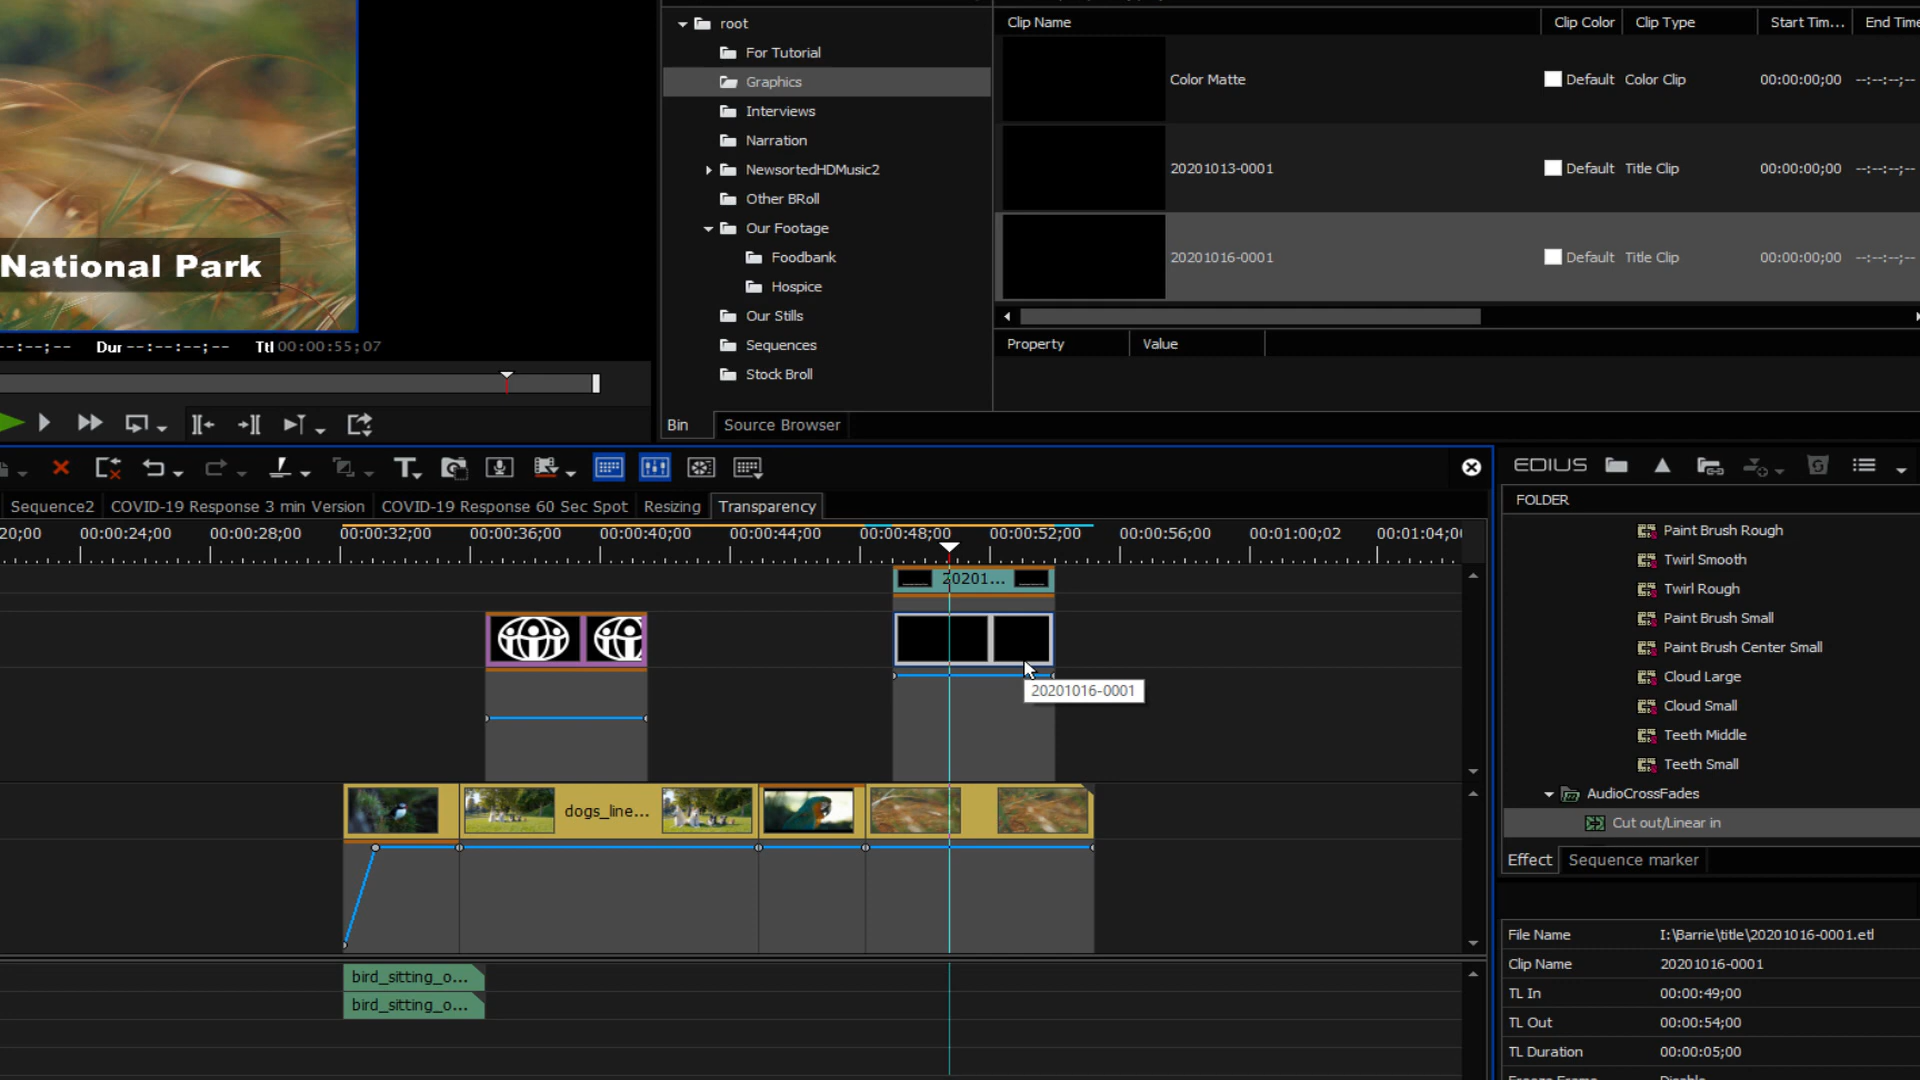 National Park
--:--;-- Dur --:--:--;-- Ttl 00:00:55;07
root
For Tutorial
Graphics
Interviews
Narration
NewsortedHDMusic2
Other BRoll
Our Footage
Foodbank
Hospice
Our Stills
Sequences
Stock Broll
Bin Source Browser
Clip Name Clip Color Clip Type Start Tim... End Time
Color Matte Default Color Clip 00:00:00;00 --:--:--;--
20201013-0001 Default Title Clip 00:00:00;00 --:--:--;--
20201016-0001 Default Title Clip 00:00:00;00 --:--:--;--
Property Value
Sequence2 COVID-19 Response 3 min Version COVID-19 Response 60 Sec Spot Resizing Transparency
20;00 00:00:24;00 00:00:28;00 00:00:32;00 00:00:36;00 00:00:40;00 00:00:44;00 00:00:48;00 00:00:52;00 00:00:56;00 00:01:00;02 00:01:04;0
20201...
20201016-0001
dogs_line...
bird_sitting_o...
bird_sitting_o...
EDIUS
FOLDER
Paint Brush Rough
Twirl Smooth
Twirl Rough
Paint Brush Small
Paint Brush Center Small
Cloud Large
Cloud Small
Teeth Middle
Teeth Small
AudioCrossFades
Cut out/Linear in
Effect Sequence marker
File Name I:\Barrie\title\20201016-0001.etl
Clip Name 20201016-0001
TL In 00:00:49;00
TL Out 00:00:54;00
TL Duration 00:00:05;00